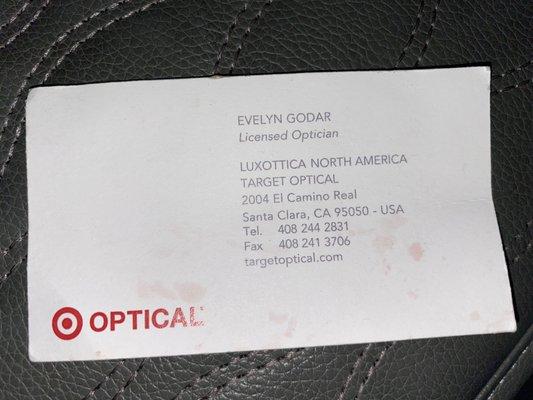 EVELYN GODAR
Licensed Optician
LUXOTTICA NORTH AMERICA
TARGET OPTICAL
2004 El Camino Real
Santa Clara, CA 95050 - USA
Tel. 408 244 2831
Fax 408 241 3706
targetoptical.com
OPTICAL